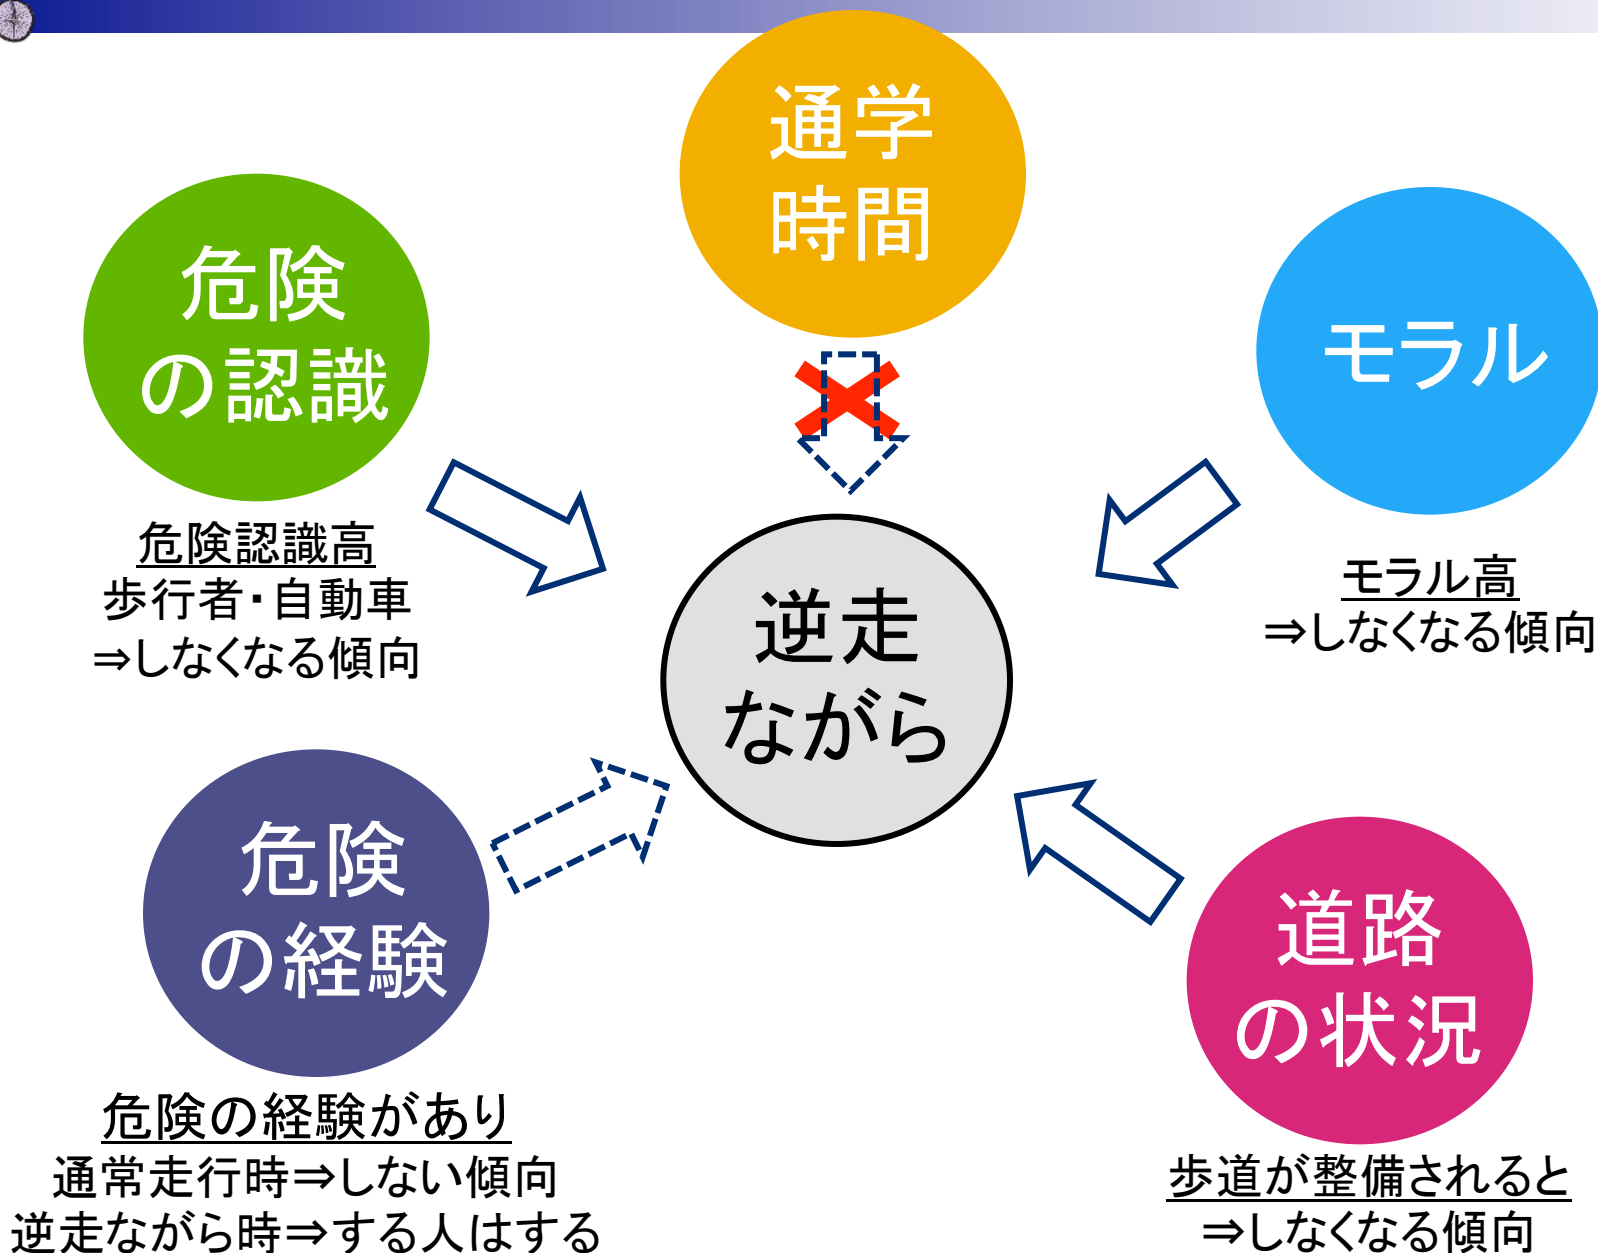 通学
時間
危険
の認識
モラル
危険認識高
歩行者・自動車
⇒しなくなる傾向
モラル高
⇒しなくなる傾向
逆走
ながら
危険
の経験
道路
の状況
危険の経験があり
通常走行時⇒しない傾向
逆走ながら時⇒する人はする
歩道が整備されると
⇒しなくなる傾向